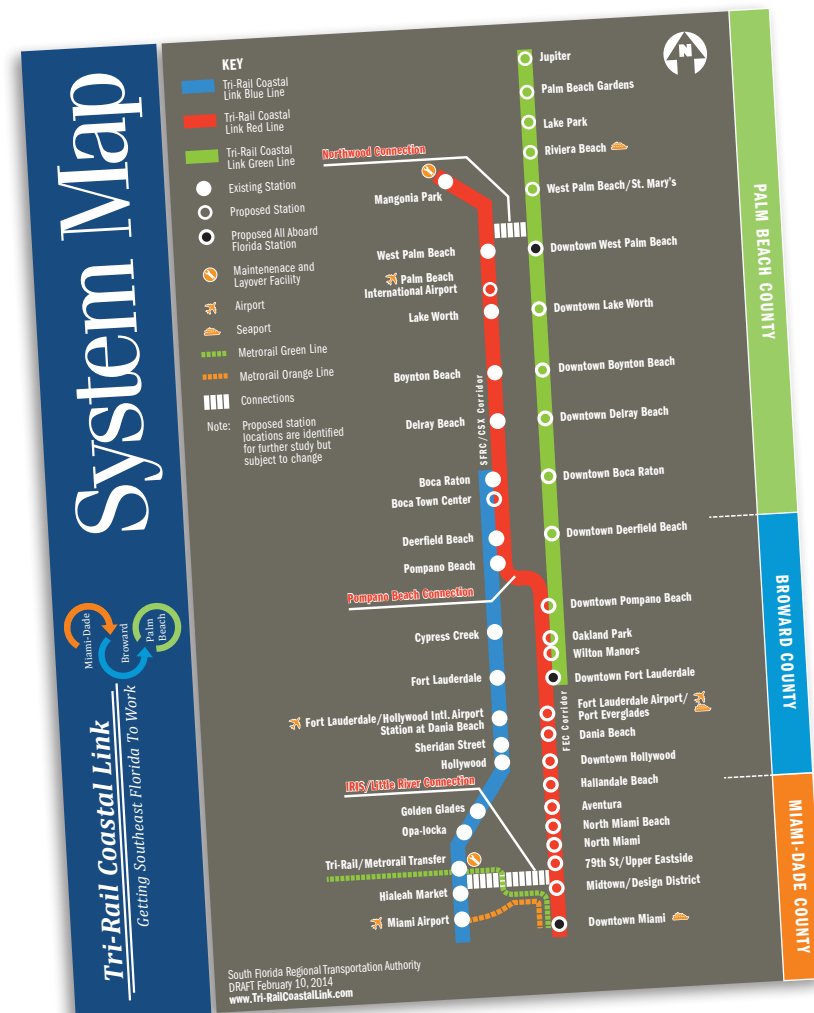 System Map
Miami-Dade
Broward
Palm
Beach
Tri-Rail Coastal Link
Getting Southeast Florida To Work
KEY
Tri-Rail Coastal
Link Blue Line
Tri-Rail Coastal
Link Red Line
Tri-Rail Coastal
Link Green Line
Existing Station
Proposed Station
Proposed All Aboard
Florida Station
Maintenenace and
Layover Facility
Airport
Seaport
Metrorail Green Line
Metrorail Orange Line
Connections
Note: Proposed station
locations are identified
for further study but
subject to change
N
Northwood Connection
Mangonia Park
West Palm Beach
Palm Beach
International Airport
Lake Worth
Boynton Beach
Delray Beach
SFRC/CSX Corridor
Boca Raton
Boca Town Center
Deerfield Beach
Pompano Beach
Pompano Beach Connection
Cypress Creek
Fort Lauderdale
Fort Lauderdale/Hollywood Intl. Airport
Station at Dania Beach
Sheridan Street
Hollywood
IRIS/Little River Connection
Golden Glades
Opa-locka
Tri-Rail/Metrorail Transfer
Hialeah Market
Miami Airport
Jupiter
Palm Beach Gardens
Lake Park
Riviera Beach
West Palm Beach/St. Mary's
Downtown West Palm Beach
Downtown Lake Worth
Downtown Boynton Beach
Downtown Delray Beach
Downtown Boca Raton
Downtown Deerfield Beach
Downtown Pompano Beach
Oakland Park
Wilton Manors
Downtown Fort Lauderdale
FEC Corridor
Fort Lauderdale Airport/
Port Everglades
Dania Beach
Downtown Hollywood
Hallandale Beach
Aventura
North Miami Beach
North Miami
79th St/Upper Eastside
Midtown/Design District
Downtown Miami
PALM BEACH COUNTY
BROWARD COUNTY
MIAMI-DADE COUNTY
South Florida Regional Transportation Authority
DRAFT February 10, 2014
www.Tri-RailCoastalLink.com